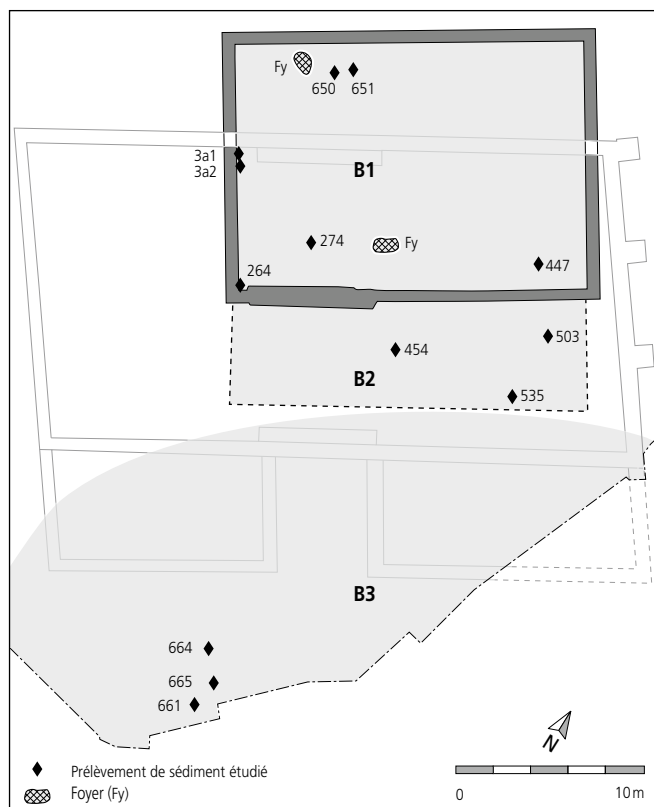 Fy
650 651
3a1
3a2
B1
274
Fy
447
264
503
454
B2
535
B3
664
665
661
N
Prélèvement de sédiment étudié
Foyer (Fy)
0 10m